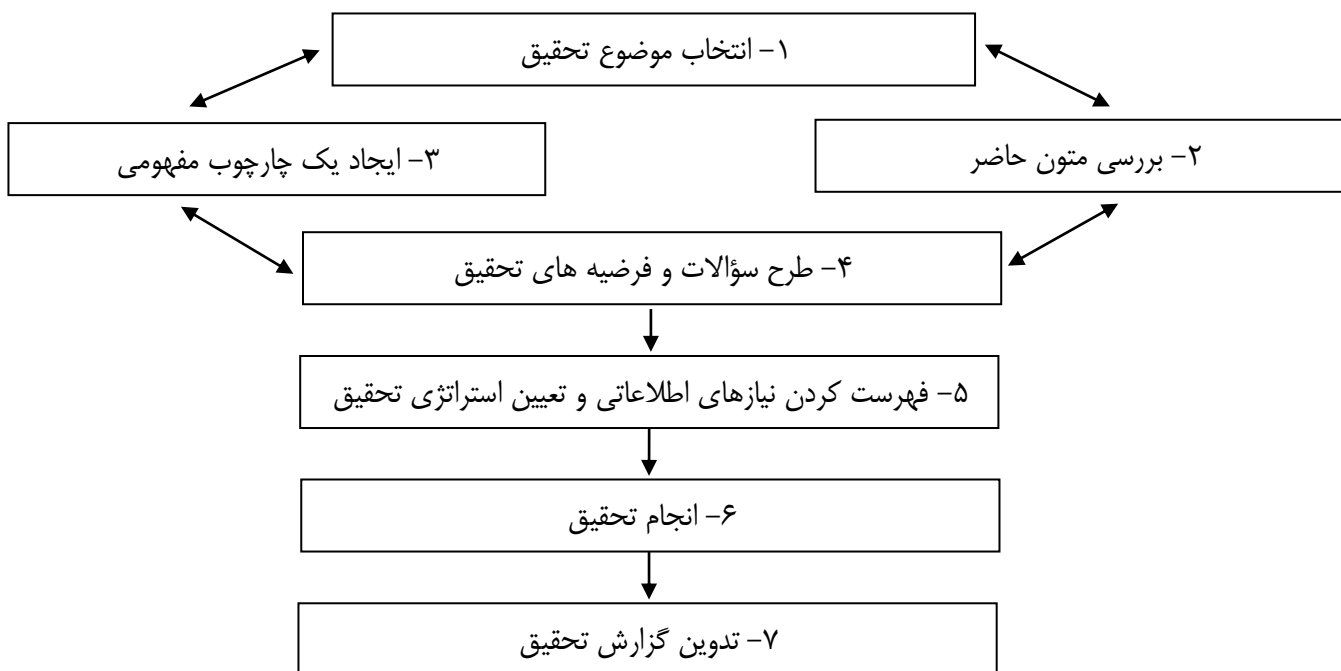 ۱- انتخاب موضوع تحقیق
۲- بررسی متون حاضر
۳- ایجاد یک چارچوب مفهومی
۴- طرح سؤالات و فرضیه های تحقیق
۵- فهرست کردن نیازهای اطلاعاتی و تعیین استراتژی تحقیق
۶- انجام تحقیق
۷- تدوین گزارش تحقیق